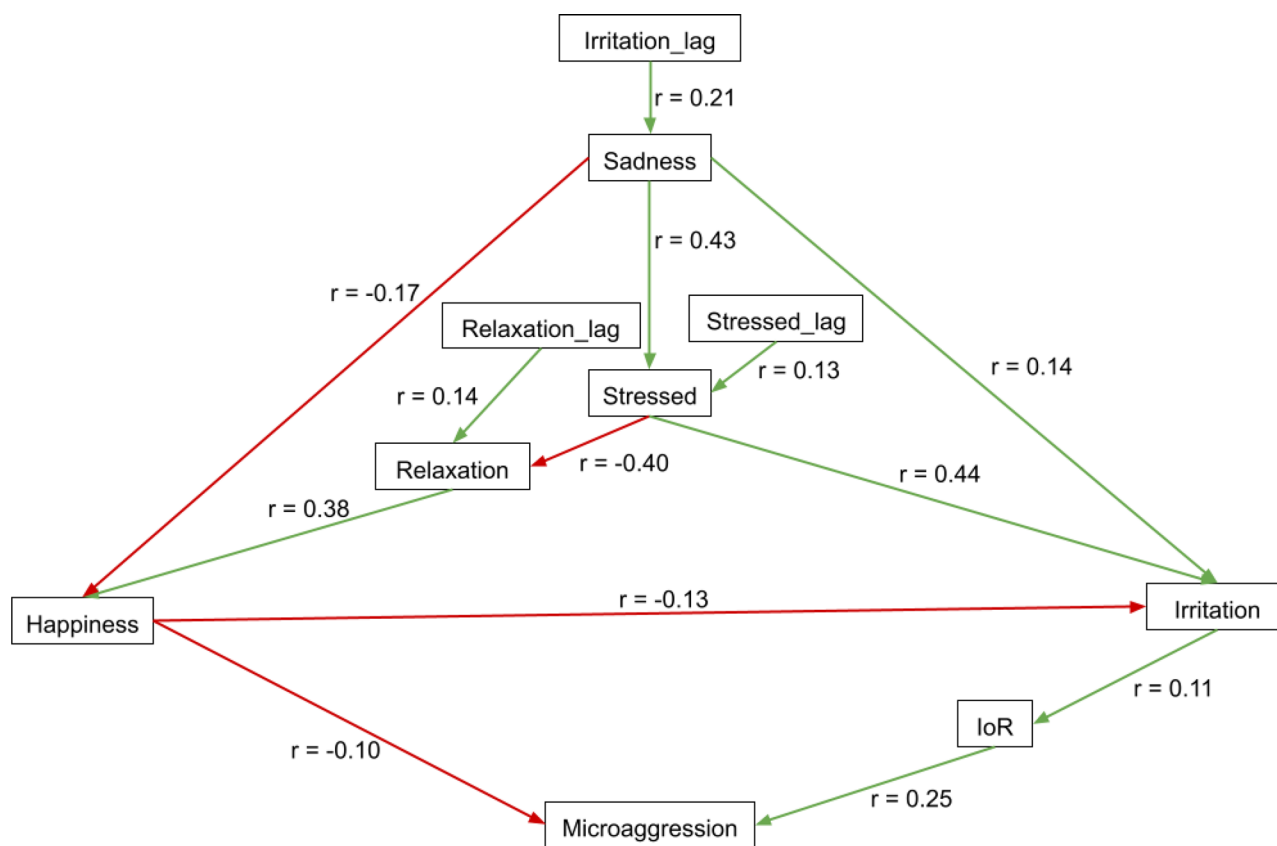 Irritation_lag
r = 0.21
Sadness
r = 0.43
r = -0.17
Relaxation_lag
Stressed_lag
r = 0.14
r = 0.13
Stressed
r = 0.14
Relaxation
r = -0.40
r = 0.44
r = 0.38
r = -0.13
Happiness
Irritation
r = 0.11
IoR
r = -0.10
r = 0.25
Microaggression